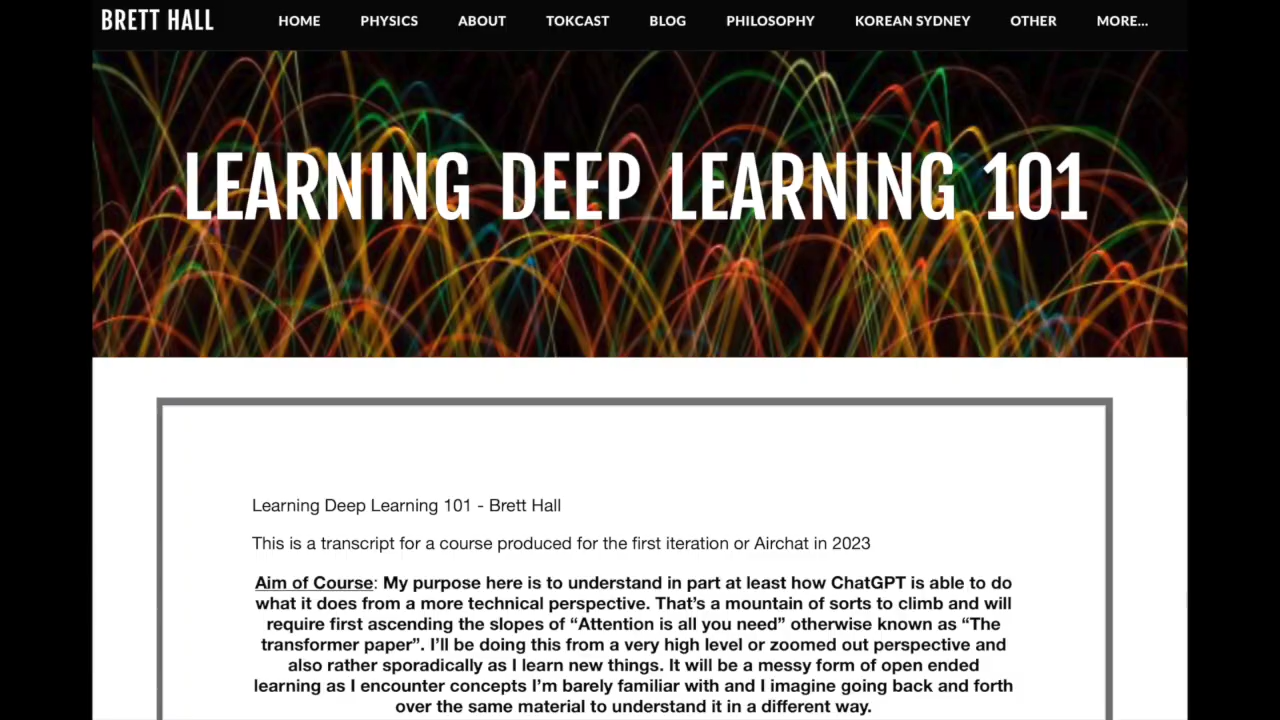 BRETT HALL HOME PHYSICS ABOUT TOKCAST BLOG PHILOSOPHY KOREAN SYDNEY OTHER MORE...
LEARNING DEEP LEARNING 101
Learning Deep Learning 101 - Brett Hall
This is a transcript for a course produced for the first iteration or Airchat in 2023
Aim of Course: My purpose here is to understand in part at least how ChatGPT is able to do
what it does from a more technical perspective. That’s a mountain of sorts to climb and will
require first ascending the slopes of “Attention is all you need” otherwise known as “The
transformer paper”. I’ll be doing this from a very high level or zoomed out perspective and
also rather sporadically as I learn new things. It will be a messy form of open ended
learning as I encounter concepts I’m barely familiar with and I imagine going back and forth
over the same material to understand it in a different way.